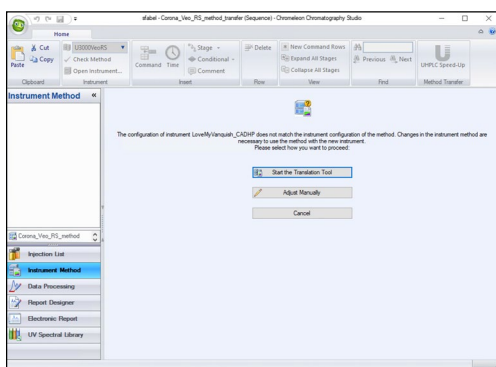 sfabel - Corona_Veo_RS_method_transfer (Sequence) - Chromeleon Chromatography Studio
Home
Paste
Cut
Copy
Clipboard
U3000VeoRS
Check Method
Open Instrument...
Instrument
Command
Time
Stage
Conditional
Comment
Insert
Delete
Row
New Command Rows
Expand All Stages
Collapse All Stages
View
Previous
Next
Find
UHPLC Speed-Up
Method Transfer
Instrument Method
The configuration of instrument LoveMyVanquish_CADHP does not match the instrument configuration of the method. Changes in the instrument method are
necessary to use the method with the new instrument.
Please select how you want to proceed:
Start the Translation Tool
Adjust Manually
Cancel
Corona_Veo_RS_method
Injection List
Instrument Method
Data Processing
Report Designer
Electronic Report
UV Spectral Library